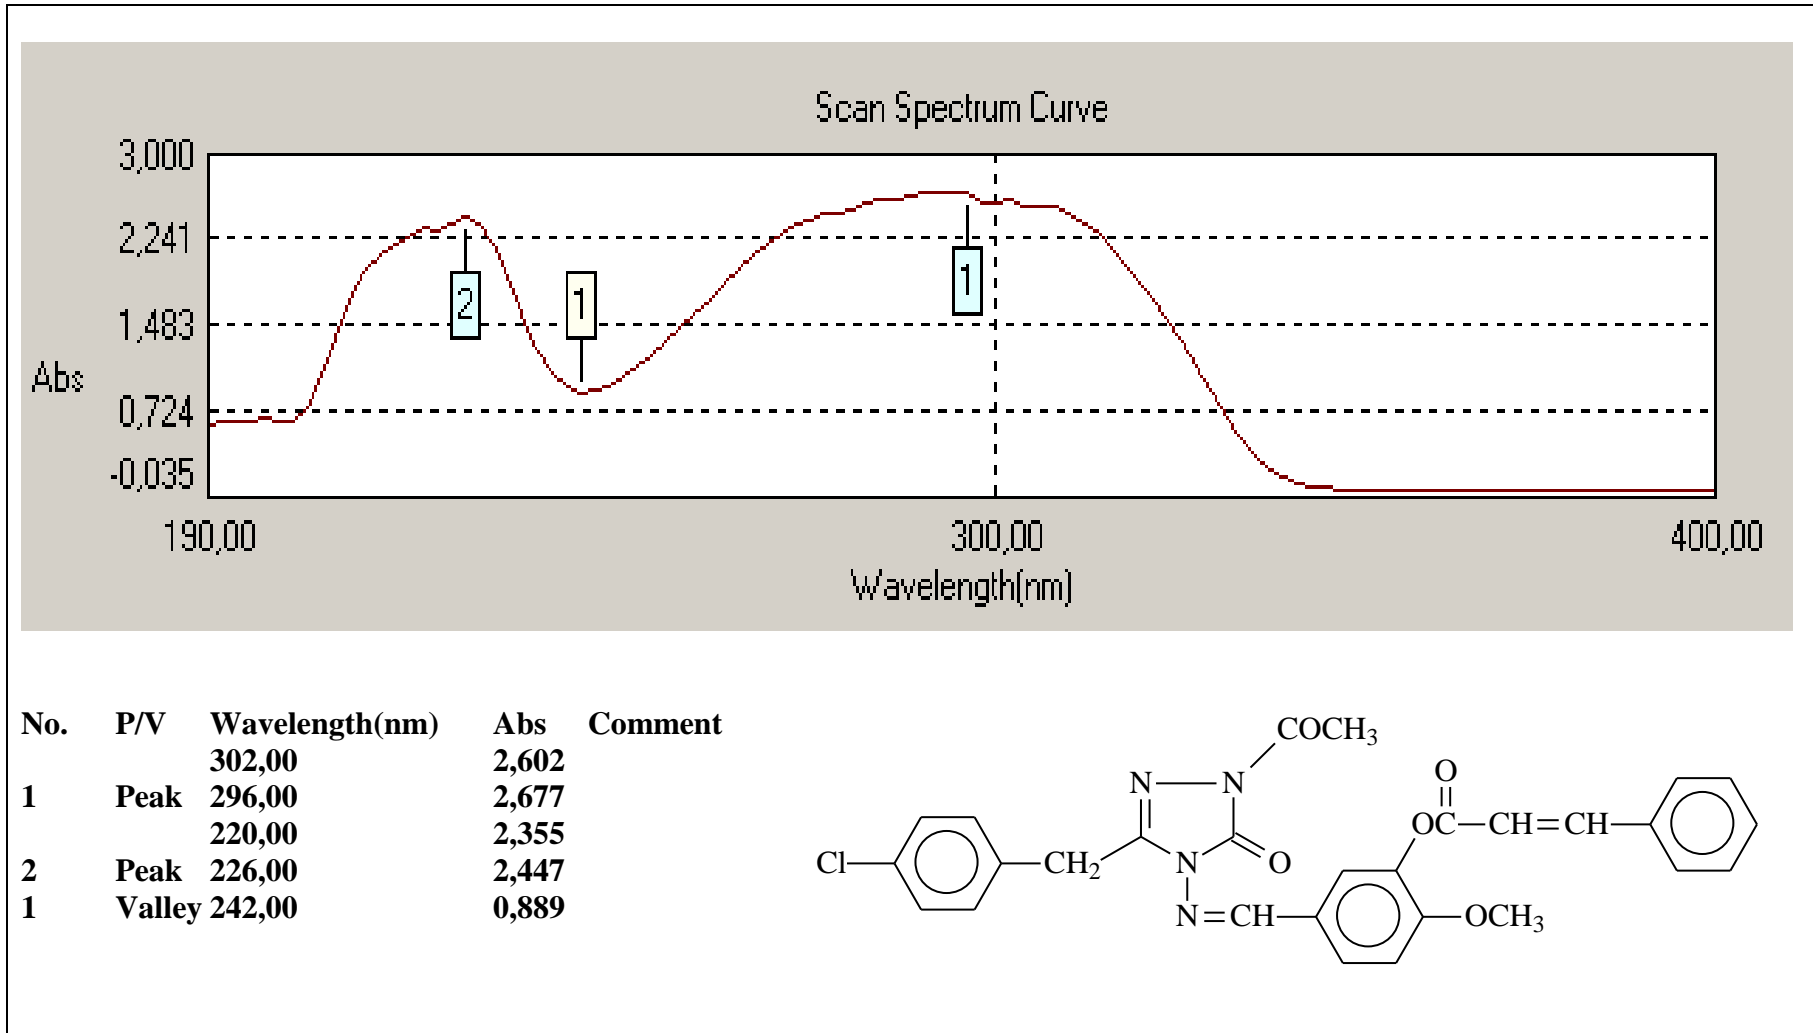 Scan Spectrum Curve
3,000
2,241
1,483
0,724
-0,035
Abs
2
1
1
190,00 300,00 400,00
Wavelength(nm)
No. P/V Wavelength(nm) Abs Comment
302,00 2,602
1 Peak 296,00 2,677
220,00 2,355
2 Peak 226,00 2,447
1 Valley 242,00 0,889
COCH3
N N O
OC CH=CH
Cl CH2 N O
N=CH OCH3